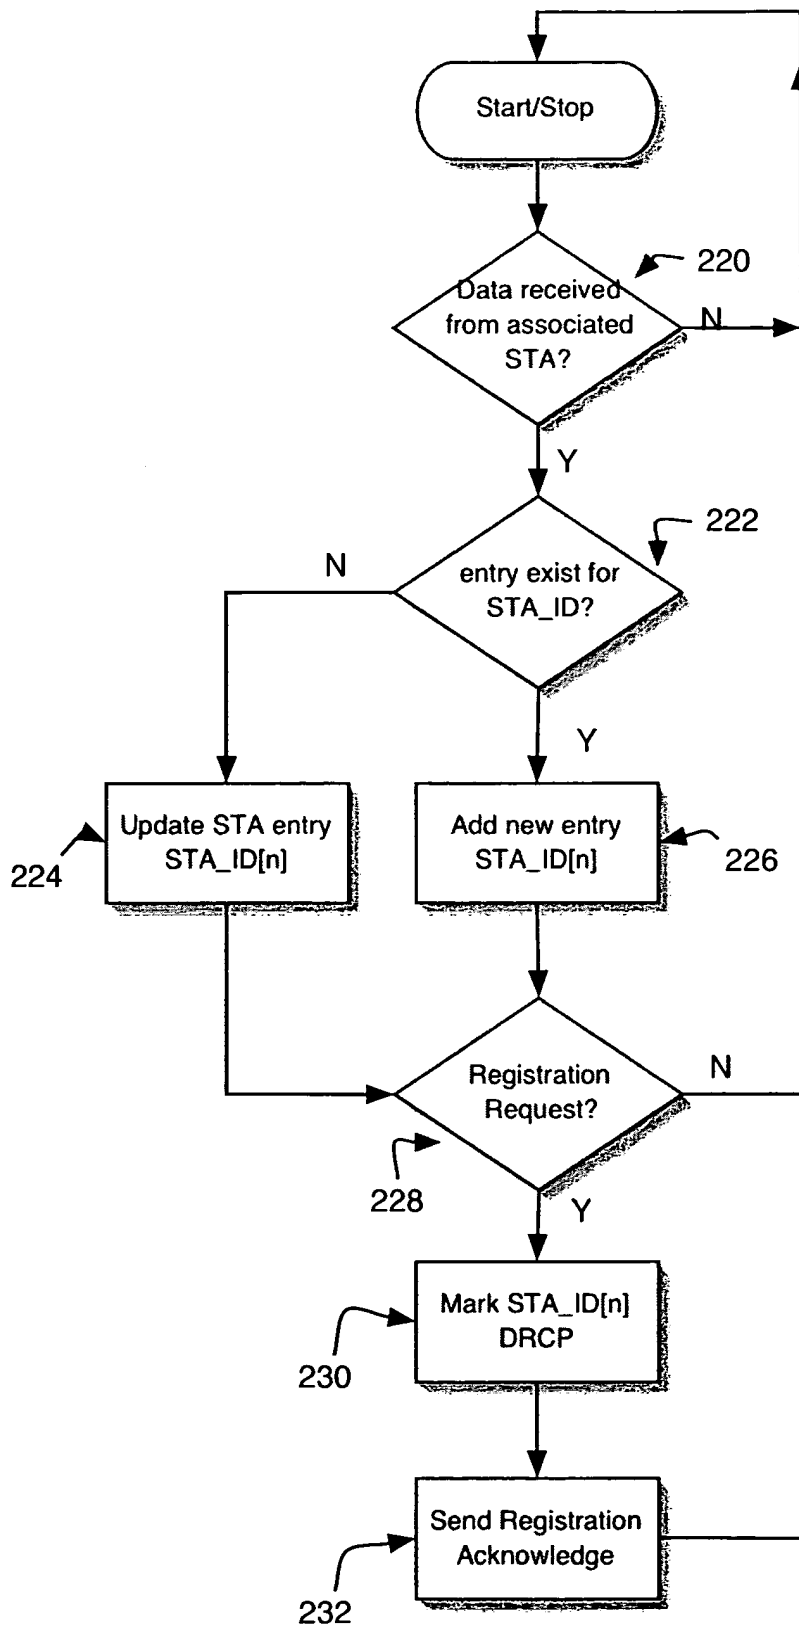 Start/Stop
220
Data received
from associated
STA?
N
Y
222
entry exist for
STA_ID?
N
Y
Update STA entry
STA_ID[n]
224
Add new entry
STA_ID[n]
226
Registration
Request?
N
228
Y
Mark STA_ID[n]
DRCP
230
Send Registration
Acknowledge
232